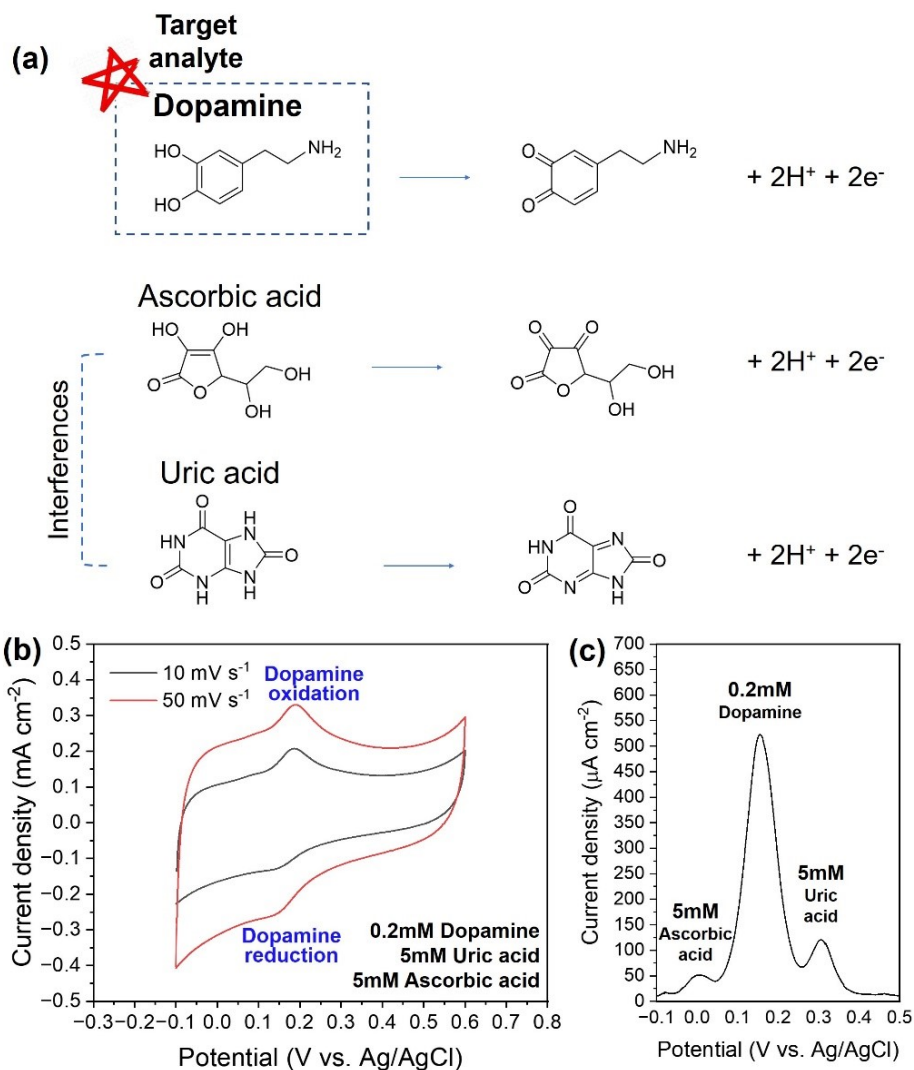 (a)
Target
analyte
Dopamine
HO
HO
NH₂
O
O
NH₂
+ 2H⁺ + 2e⁻
Interferences
Ascorbic acid
HO
OH
O
O
OH
OH
O
O
O
O
OH
OH
+ 2H⁺ + 2e⁻
Uric acid
O
H
N
NH
O
O
N
H
N
H
O
N
NH
O
O
N
N
H
+ 2H⁺ + 2e⁻
(b)
0.5
0.4
0.3
0.2
0.1
0.0
−0.1
−0.2
−0.3
−0.4
−0.5
Current density (mA cm⁻²)
10 mV s⁻¹
50 mV s⁻¹
Dopamine
oxidation
Dopamine
reduction
0.2mM Dopamine
5mM Uric acid
5mM Ascorbic acid
−0.3 −0.1 0.0 0.1 0.2 0.3 0.4 0.5 0.6 0.7 0.8
Potential (V vs. Ag/AgCl)
(c)
700
650
600
550
500
450
400
350
300
250
200
150
100
50
0
Current density (μA cm⁻²)
0.2mM
Dopamine
5mM
Ascorbic
acid
5mM
Uric
acid
−0.1 0.0 0.1 0.2 0.3 0.4 0.5
Potential (V vs. Ag/AgCl)